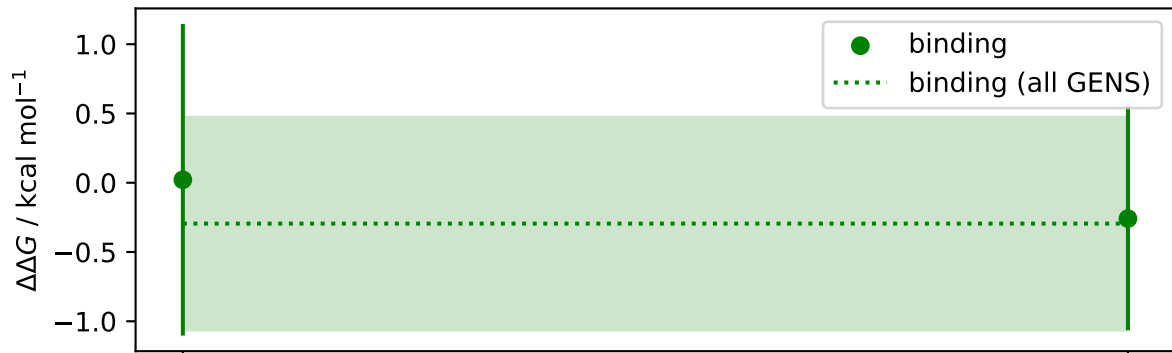 ΔΔG / kcal mol⁻¹
1.0
0.5
0.0
−0.5
−1.0
binding
binding (all GENS)